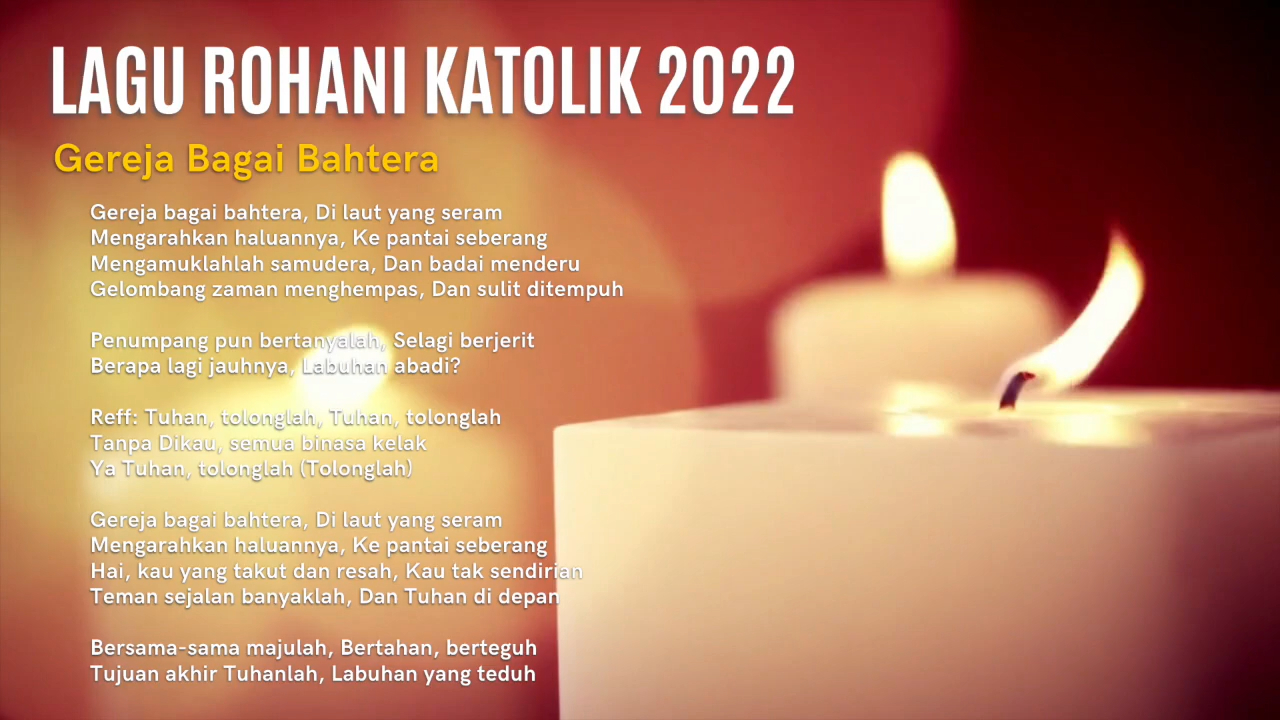 LAGU ROHANI KATOLIK 2022
Gereja Bagai Bahtera
Gereja bagai bahtera, Di laut yang seram
Mengarahkan haluannya, Ke pantai seberang
Mengamuklahlah samudera, Dan badai menderu
Gelombang zaman menghempas, Dan sulit ditempuh
Penumpang pun bertanyalah, Selagi berjerit
Berapa lagi jauhnya, Labuhan abadi?
Reff: Tuhan, tolonglah, Tuhan, tolonglah
Tanpa Dikau, semua binasa kelak
Ya Tuhan, tolonglah (Tolonglah)
Gereja bagai bahtera, Di laut yang seram
Mengarahkan haluannya, Ke pantai seberang
Hai, kau yang takut dan resah, Kau tak sendirian
Teman sejalan banyaklah, Dan Tuhan di depan
Bersama-sama majulah, Bertahan, berteguh
Tujuan akhir Tuhanlah, Labuhan yang teduh